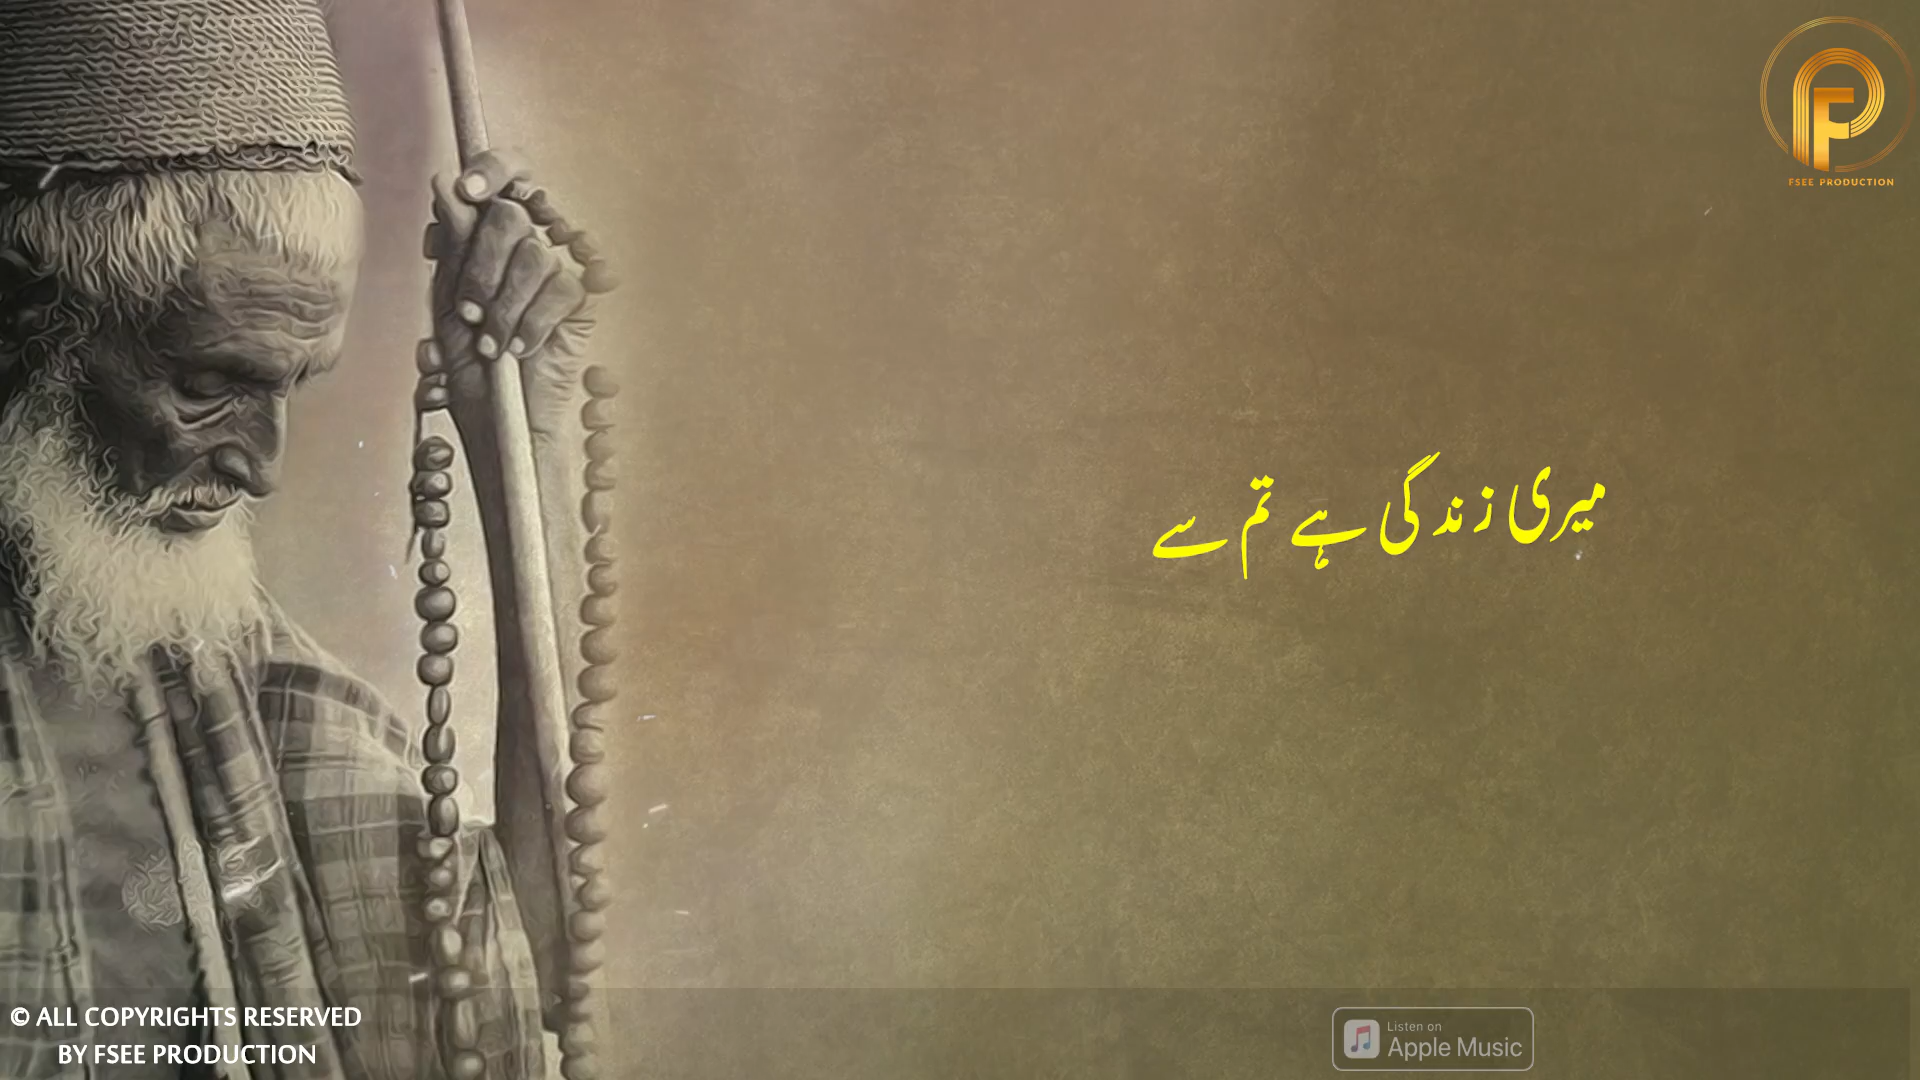 FSEE PRODUCTION
میری زندگی ہے تم سے
© ALL COPYRIGHTS RESERVED
BY FSEE PRODUCTION
Listen on
Apple Music